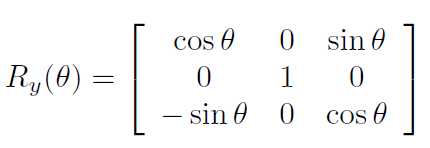 cos θ 0 sin θ
R_y(θ) = [ 0 1 0 ]
− sin θ 0 cos θ